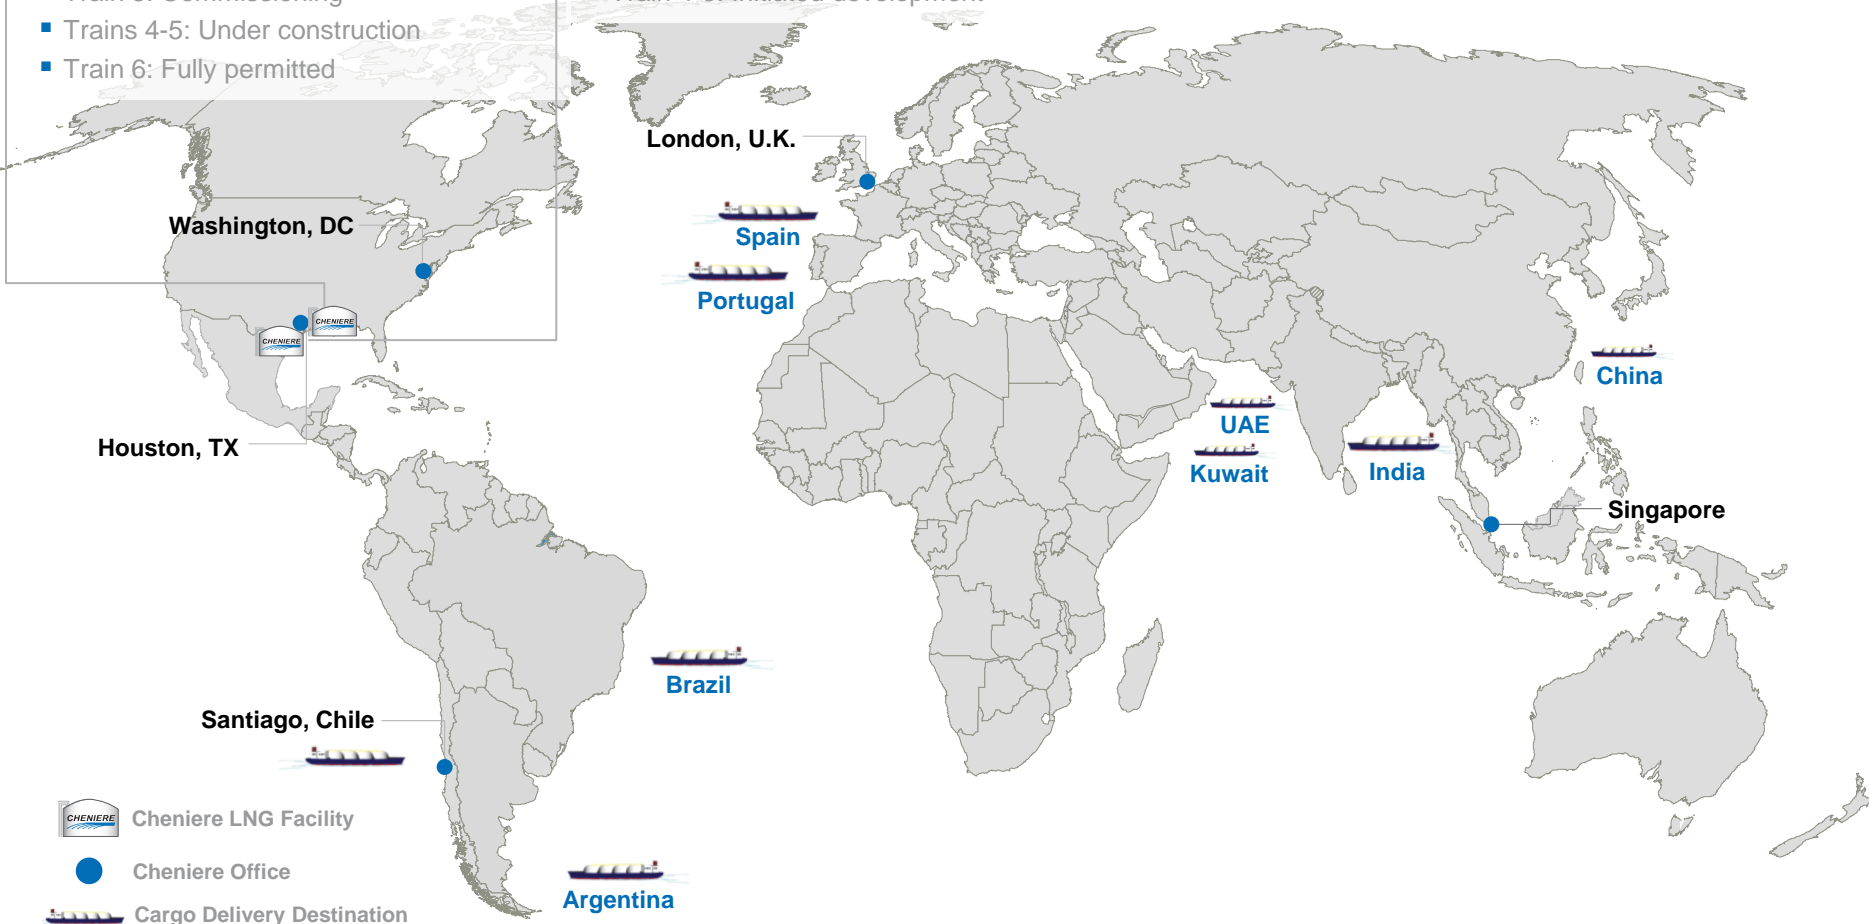 Trains 4-5: Under construction
Train 6: Fully permitted
London, U.K.
Washington, DC
Spain
Portugal
CHENIERE
CHENIERE
China
UAE
Houston, TX
India
Kuwait
Singapore
Brazil
Santiago, Chile
CHENIERE
Cheniere LNG Facility
Cheniere Office
Argentina
Cargo Delivery Destination